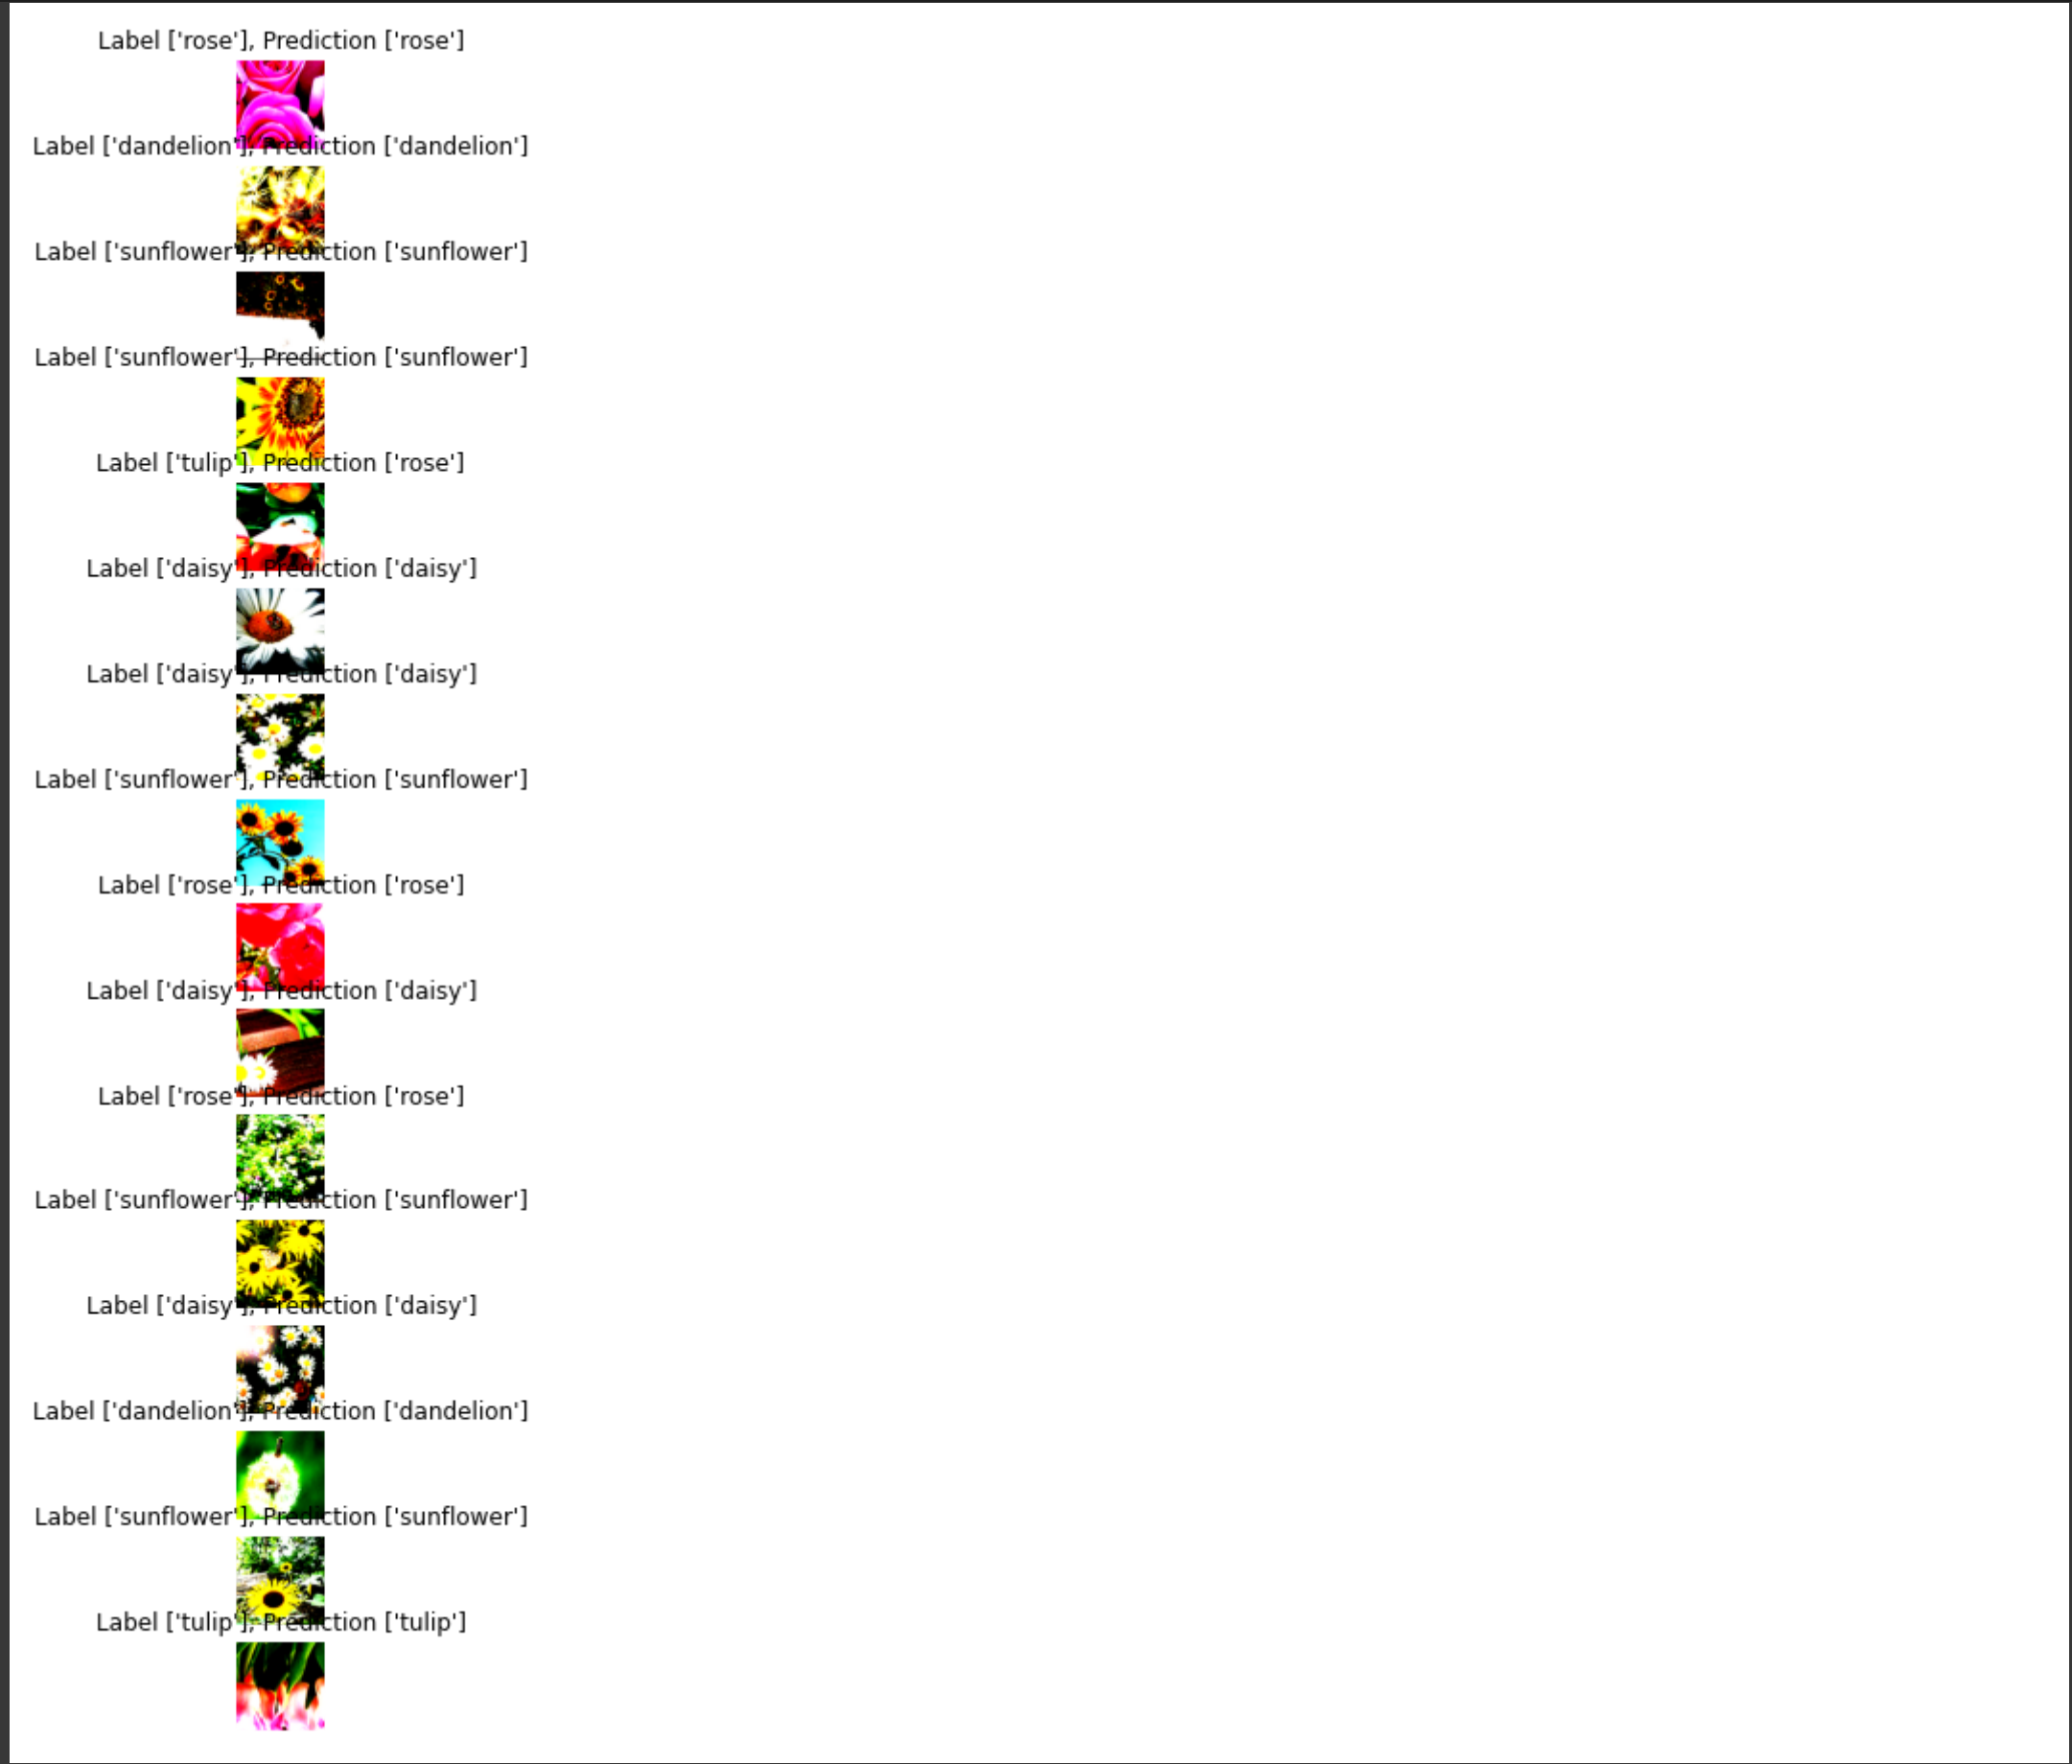 Label ['rose'], Prediction ['rose']
Label ['dandelion'], Prediction ['dandelion']
Label ['sunflower'], Prediction ['sunflower']
Label ['sunflower'], Prediction ['sunflower']
Label ['tulip'], Prediction ['rose']
Label ['daisy'], Prediction ['daisy']
Label ['daisy'], Prediction ['daisy']
Label ['sunflower'], Prediction ['sunflower']
Label ['rose'], Prediction ['rose']
Label ['daisy'], Prediction ['daisy']
Label ['rose'], Prediction ['rose']
Label ['sunflower'], Prediction ['sunflower']
Label ['daisy'], Prediction ['daisy']
Label ['dandelion'], Prediction ['dandelion']
Label ['sunflower'], Prediction ['sunflower']
Label ['tulip'], Prediction ['tulip']